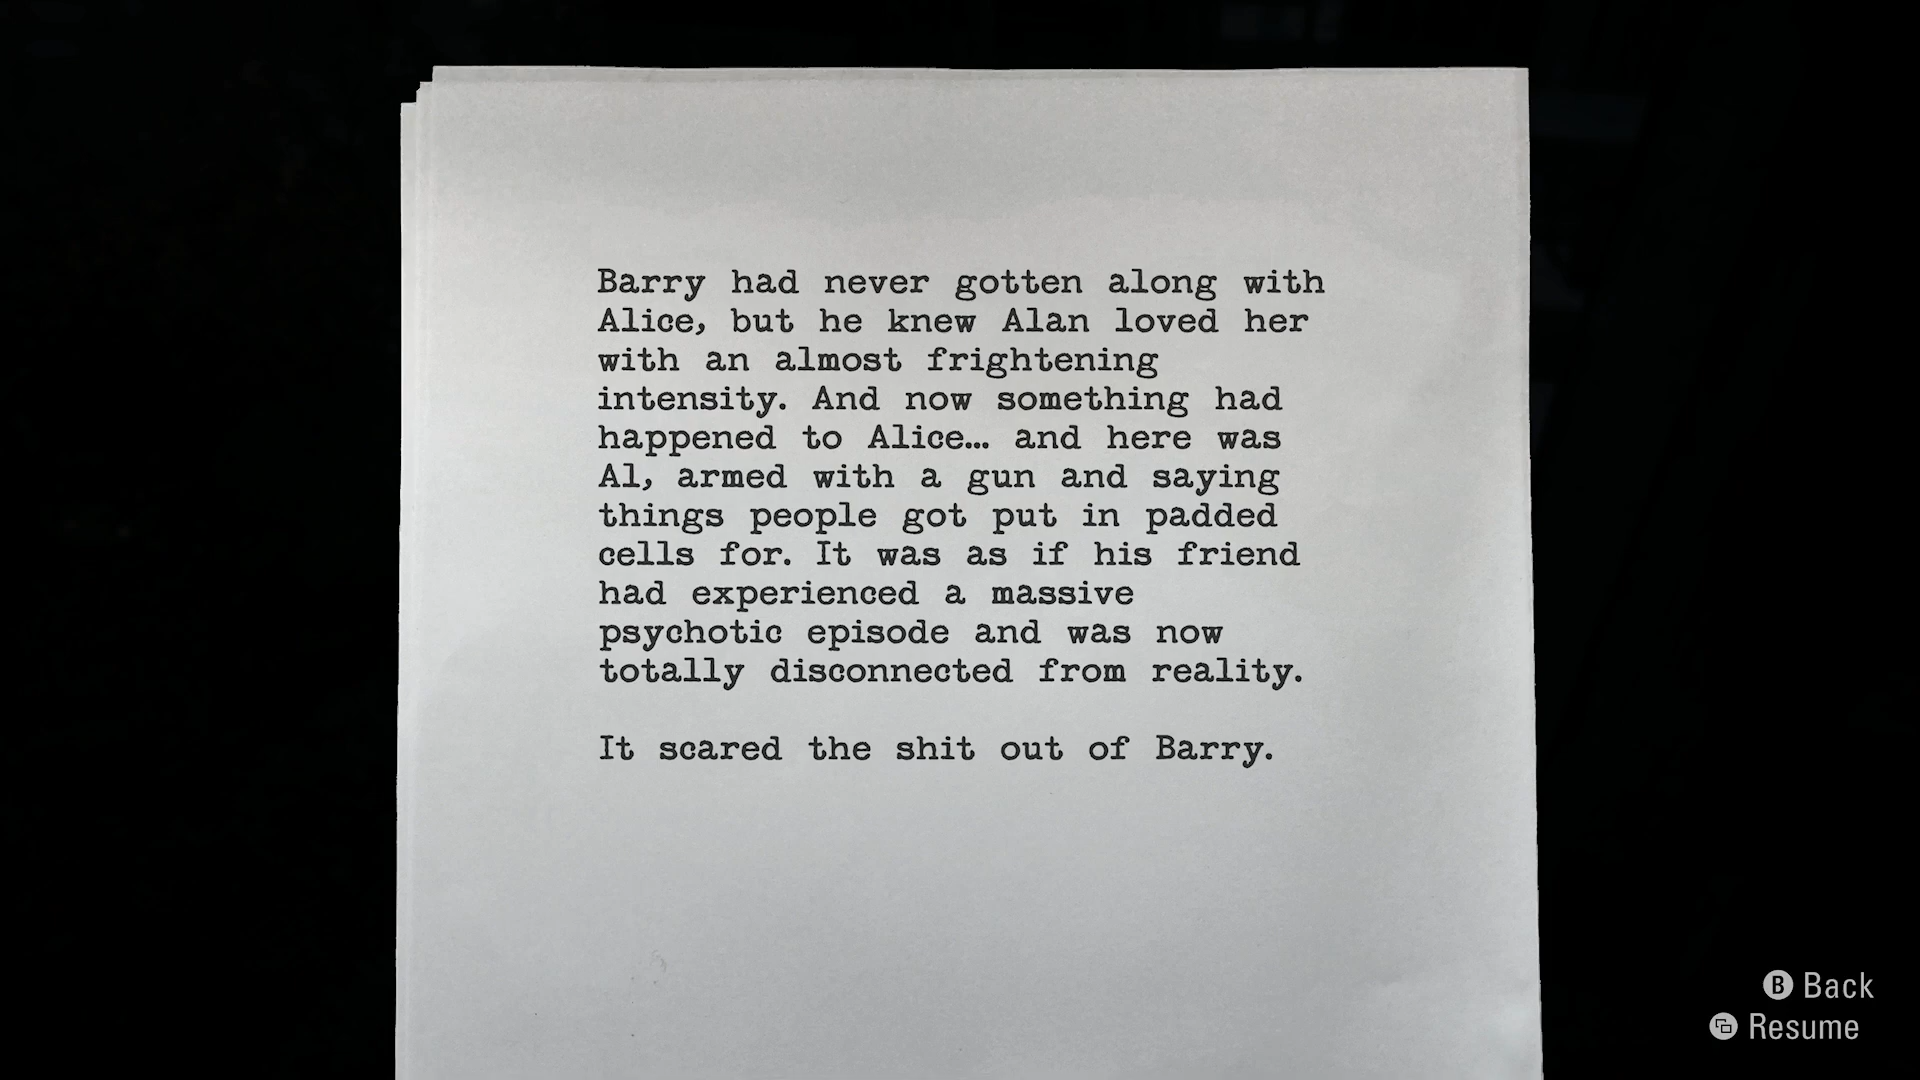 Barry had never gotten along with
Alice, but he knew Alan loved her
with an almost frightening
intensity. And now something had
happened to Alice… and here was
Al, armed with a gun and saying
things people got put in padded
cells for. It was as if his friend
had experienced a massive
psychotic episode and was now
totally disconnected from reality.
It scared the shit out of Barry.
B Back
Resume